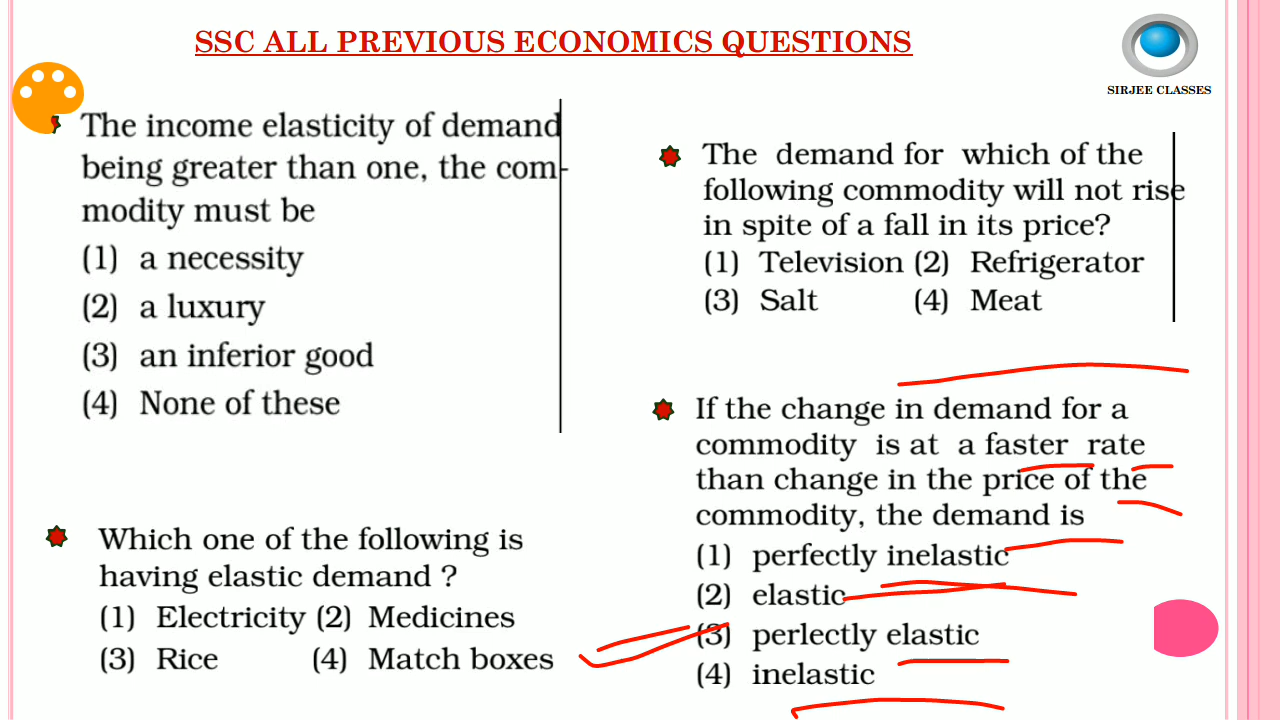 SSC ALL PREVIOUS ECONOMICS QUESTIONS
SIRJEE CLASSES
The income elasticity of demand
being greater than one, the com-
modity must be
(1) a necessity
(2) a luxury
(3) an inferior good
(4) None of these
Which one of the following is
having elastic demand ?
(1) Electricity (2) Medicines
(3) Rice (4) Match boxes
The demand for which of the
following commodity will not rise
in spite of a fall in its price?
(1) Television (2) Refrigerator
(3) Salt (4) Meat
If the change in demand for a
commodity is at a faster rate
than change in the price of the
commodity, the demand is
(1) perfectly inelastic
(2) elastic
(3) perlectly elastic
(4) inelastic